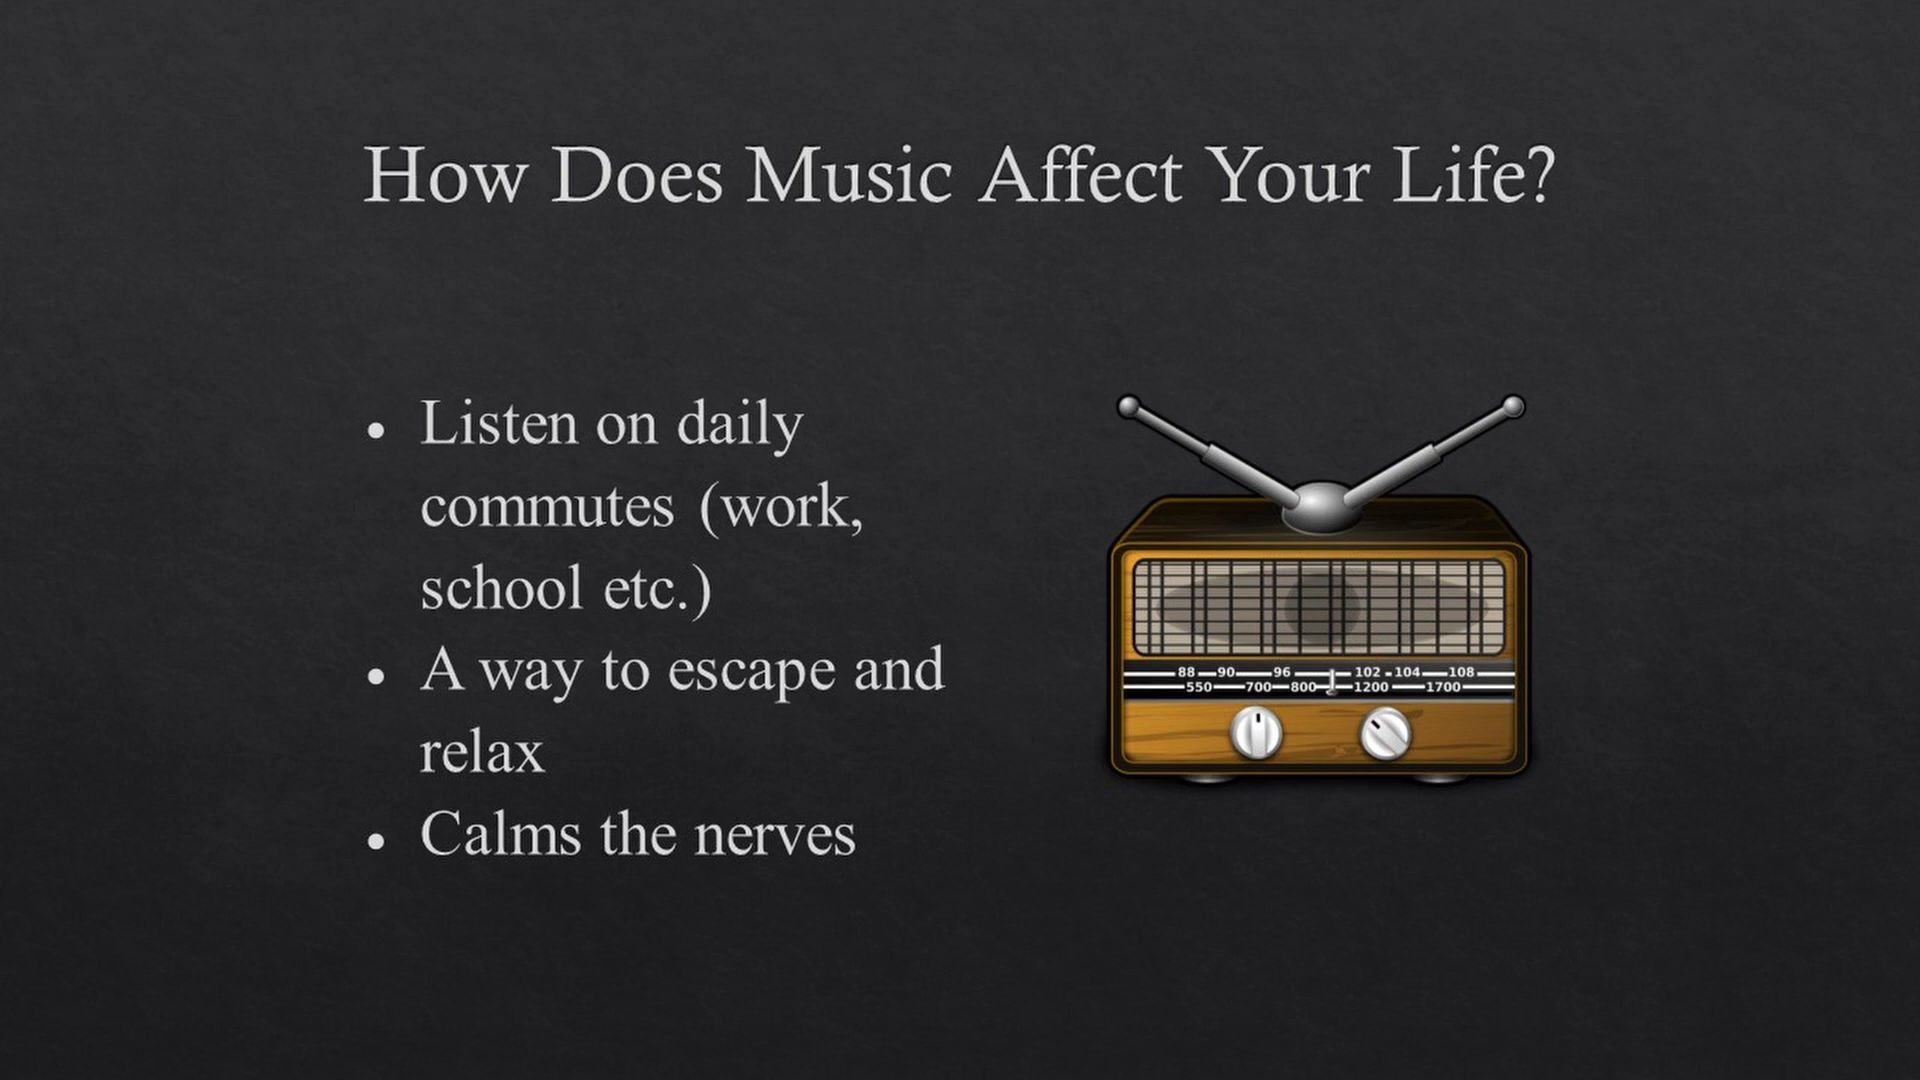 How Does Music Affect Your Life?
• Listen on daily
commutes (work,
school etc.)
• A way to escape and
relax
• Calms the nerves
88 90 96 102 104 108
550 700 800 1200 1700